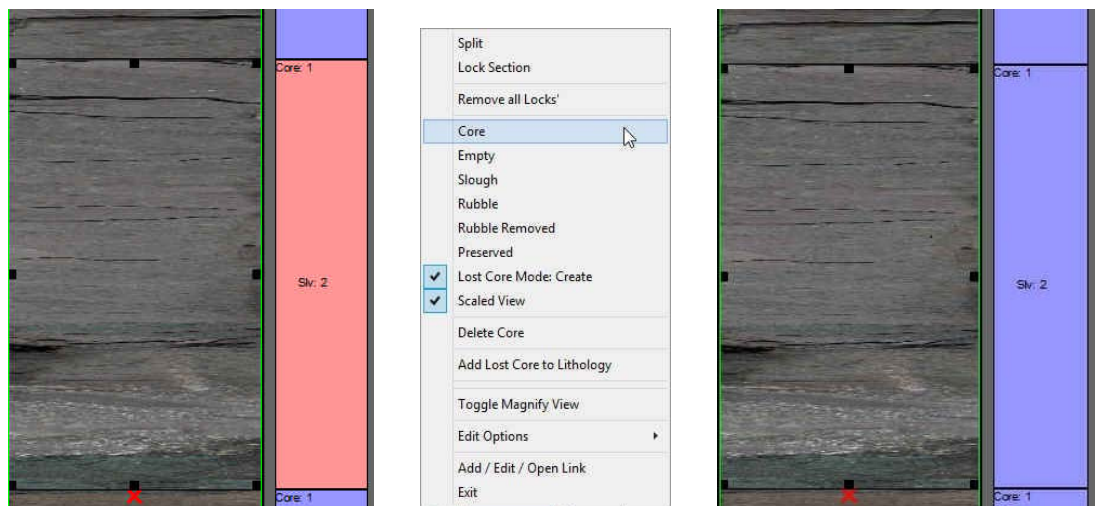 Core: 1
Slv: 2
Core: 1
Split
Lock Section
Remove all Locks'
Core
Empty
Slough
Rubble
Rubble Removed
Preserved
Lost Core Mode: Create
Scaled View
Delete Core
Add Lost Core to Lithology
Toggle Magnify View
Edit Options
Add / Edit / Open Link
Exit
Core: 1
Slv: 2
Core: 1